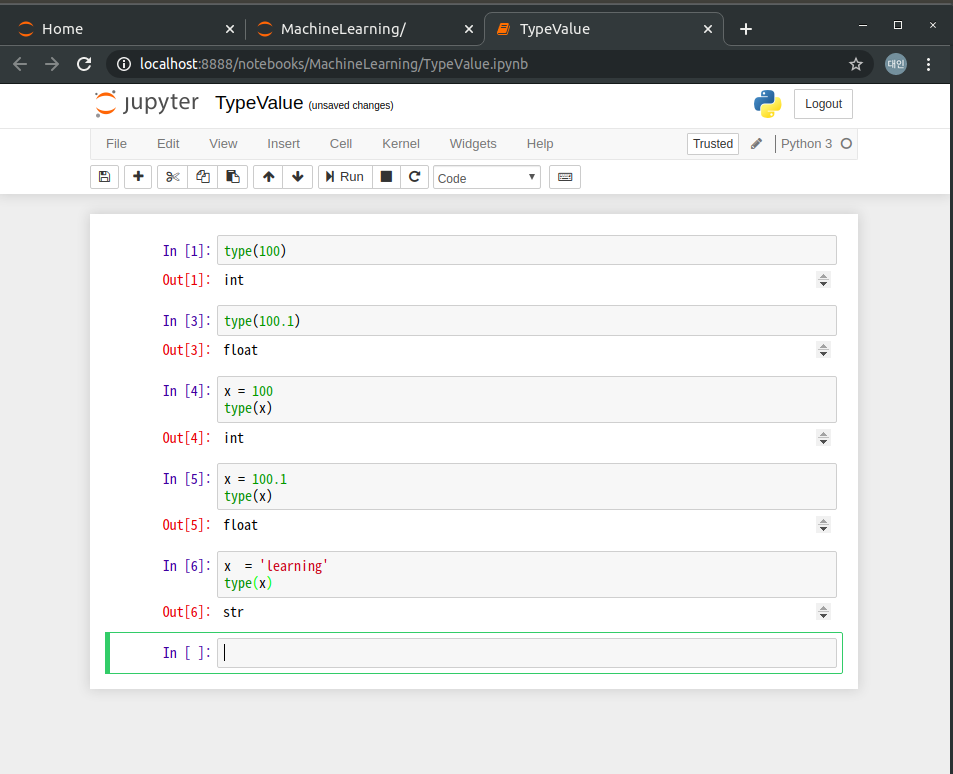 Home
MachineLearning/
TypeValue
localhost:8888/notebooks/MachineLearning/TypeValue.ipynb
대인
jupyter TypeValue (unsaved changes)
Logout
File Edit View Insert Cell Kernel Widgets Help
Trusted
Python 3
Run
Code
In [1]: type(100)
Out[1]: int
In [3]: type(100.1)
Out[3]: float
In [4]: x = 100
type(x)
Out[4]: int
In [5]: x = 100.1
type(x)
Out[5]: float
In [6]: x  = 'learning'
type(x)
Out[6]: str
In [ ]: